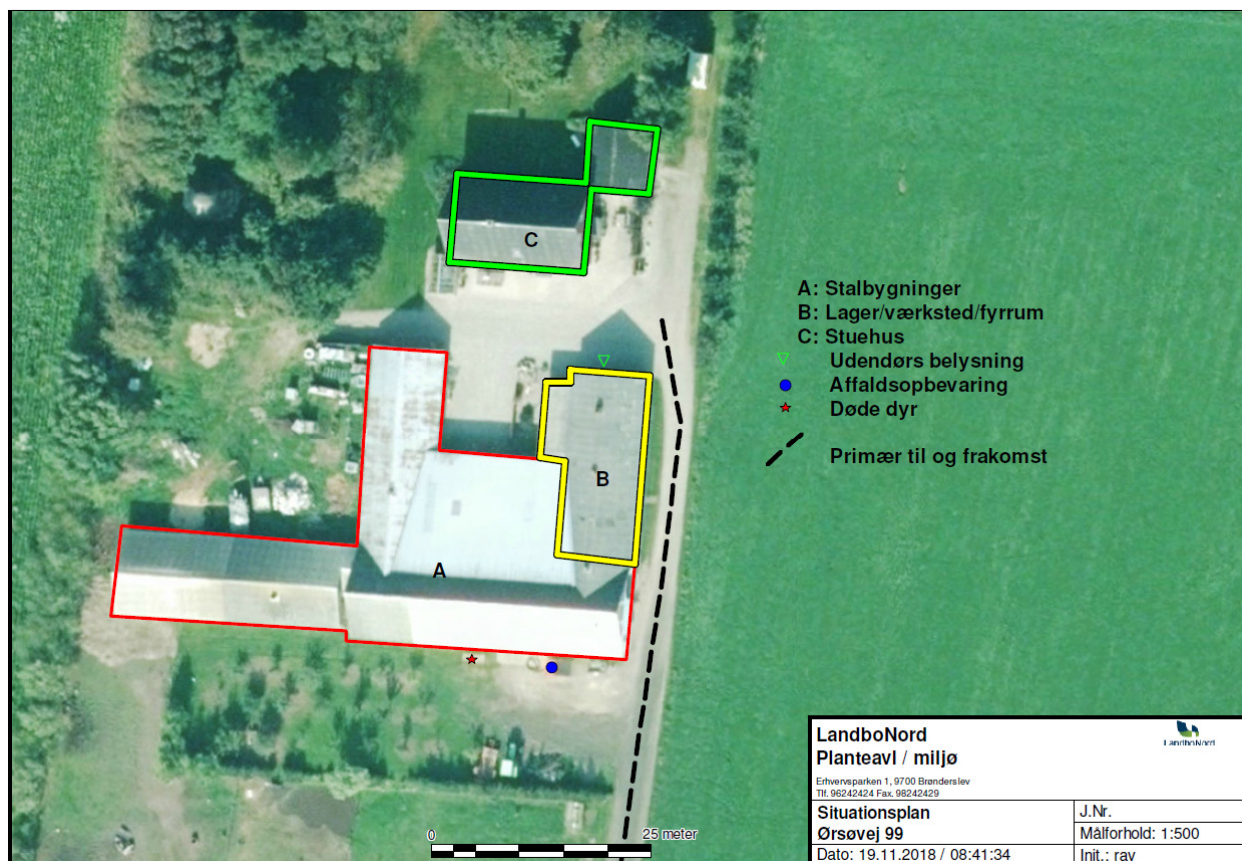 C
A
B
A: Stalbygninger
B: Lager/værksted/fyrrum
C: Stuehus
Udendørs belysning
Affaldsopbevaring
Døde dyr
Primær til og frakomst
0 25 meter
LandboNord
LandboNord
Planteavl / miljø
Erhvervsparken 1, 9700 Brønderslev
Tlf. 96242424 Fax. 98242429
Situationsplan
J.Nr.
Ørsøvej 99
Målforhold: 1:500
Dato: 19.11.2018 / 08:41:34
Init.: rav